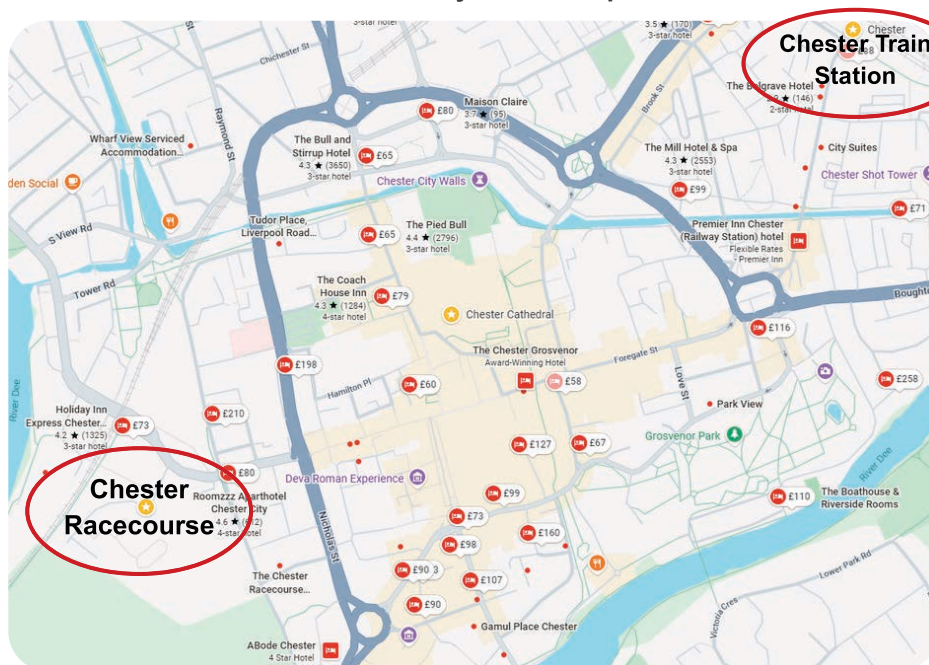 3-star hotel
3.5 ★ (170)
3-star hotel
Chester
Chester Train
Station
£68
The Belgrave Hotel
(146)
2-star hotel
Chichester St
Raymond St
Brook St
Maison Claire
3.7 ★ (95)
3-star hotel
£80
Wharf View Serviced
Accommodation...
The Bull and
Stirrup Hotel
4.3 ★ (3650)
3-star hotel
£65
The Mill Hotel & Spa
4.3 ★ (2553)
3-star hotel
£99
City Suites
Chester Shot Tower
den Social
Chester City Walls
£71
S View Rd
Tudor Place,
Liverpool Road...
£65
The Pied Bull
4.4 ★ (2796)
3-star hotel
Premier Inn Chester
(Railway Station) hotel
Flexible Rates
Premier Inn
Tower Rd
The Coach
House Inn
4.3 ★ (1284)
4-star hotel
£79
Chester Cathedral
Boughto
£116
The Chester Grosvenor
Award-Winning Hotel
Foregate St
£198
Hamilton Pl
£60
£58
Love St
£258
River Dee
Holiday Inn
Express Chester...
4.2 ★ (1325)
3-star hotel
£73
£210
Park View
£127
£67
Grosvenor Park
River Dee
£80
Deva Roman Experience
Chester
Racecourse
Roomzzz Aparthotel
Chester City
4.6 ★
4-star hotel
£99
£110
The Boathouse &
Riverside Rooms
Nicholas St
£73
£98
£160
The Chester
Racecourse...
£90
3
£107
Lower Park Rd
£90
Gamul Place Chester
Victoria Cres
ABode Chester
4 Star Hotel